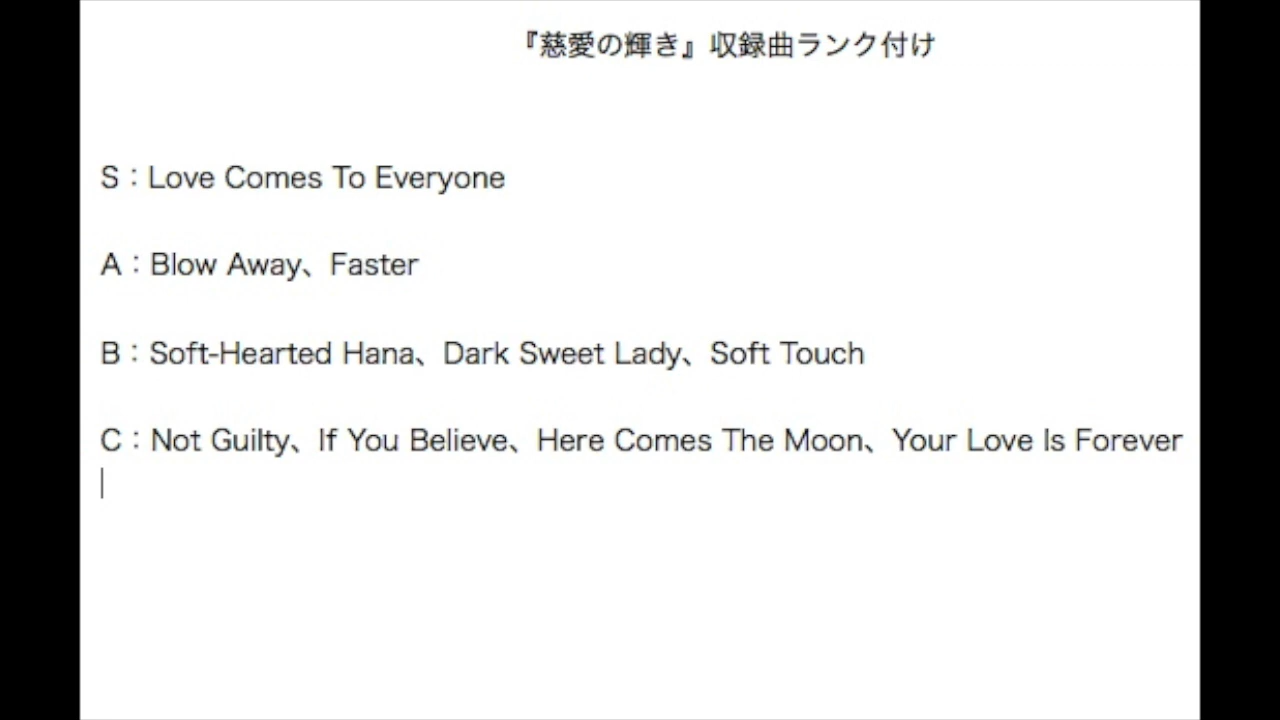 『慈愛の輝き』収録曲ランク付け
S：Love Comes To Everyone
A：Blow Away、Faster
B：Soft-Hearted Hana、Dark Sweet Lady、Soft Touch
C：Not Guilty、If You Believe、Here Comes The Moon、Your Love Is Forever